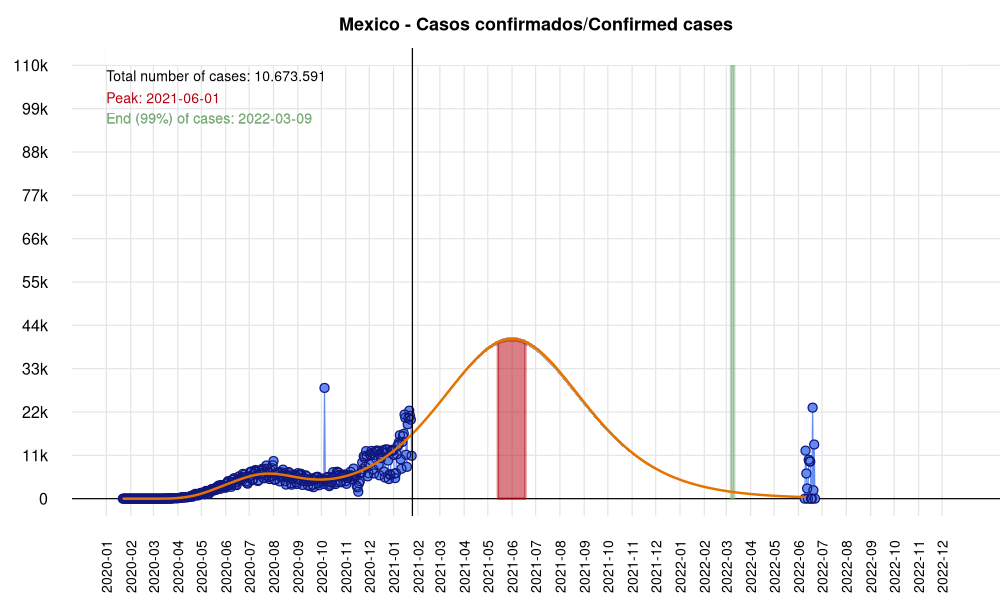 Mexico - Casos confirmados/Confirmed cases
Total number of cases: 10.673.591
Peak: 2021-06-01
End (99%) of cases: 2022-03-09
110k
99k
88k
77k
66k
55k
44k
33k
22k
11k
0
2020-01
2020-02
2020-03
2020-04
2020-05
2020-06
2020-07
2020-08
2020-09
2020-10
2020-11
2020-12
2021-01
2021-02
2021-03
2021-04
2021-05
2021-06
2021-07
2021-08
2021-09
2021-10
2021-11
2021-12
2022-01
2022-02
2022-03
2022-04
2022-05
2022-06
2022-07
2022-08
2022-09
2022-10
2022-11
2022-12